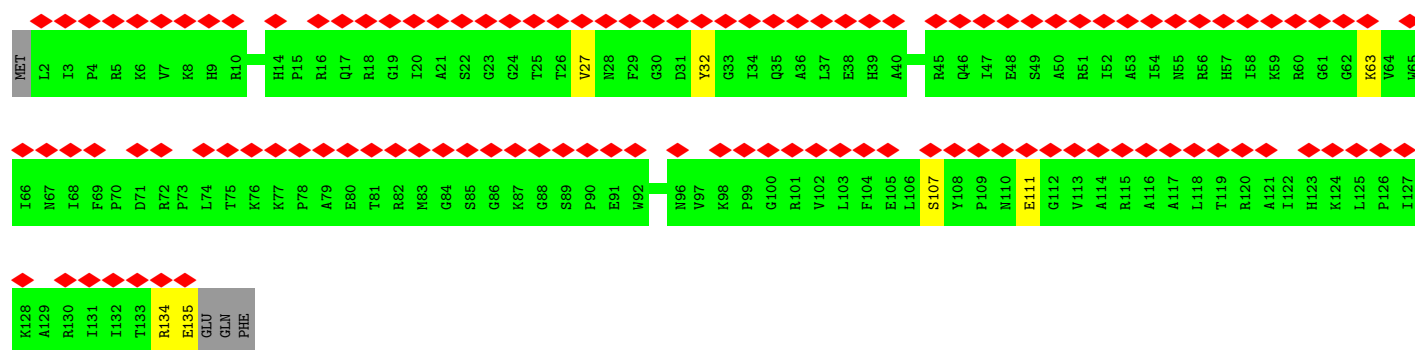 MET L2 I3 P4 R5 K6 V7 K8 H9 R10 H14 P15 R16 Q17 R18 G19 I20 A21 S22 G23 G24 T25 T26 V27 N28 F29 G30 D31 Y32 G33 I34 Q35 A36 L37 E38 H39 A40 R45 Q46 I47 E48 S49 A50 R51 I52 A53 I54 N55 R56 H57 I58 K59 R60 G61 G62 K63 V64 W65
I66 N67 I68 F69 P70 D71 R72 P73 L74 T75 K76 K77 P78 A79 E80 T81 R82 M83 G84 S85 G86 K87 G88 S89 P90 E91 W92 N96 V97 K98 P99 G100 R101 V102 L103 F104 E105 L106 S107 Y108 P109 N110 E111 G112 V113 A114 R115 A116 A117 L118 T119 R120 A121 I122 H123 K124 L125 P126 I127
K128 A129 R130 I131 I132 T133 R134 E135 GLU GLN PHE